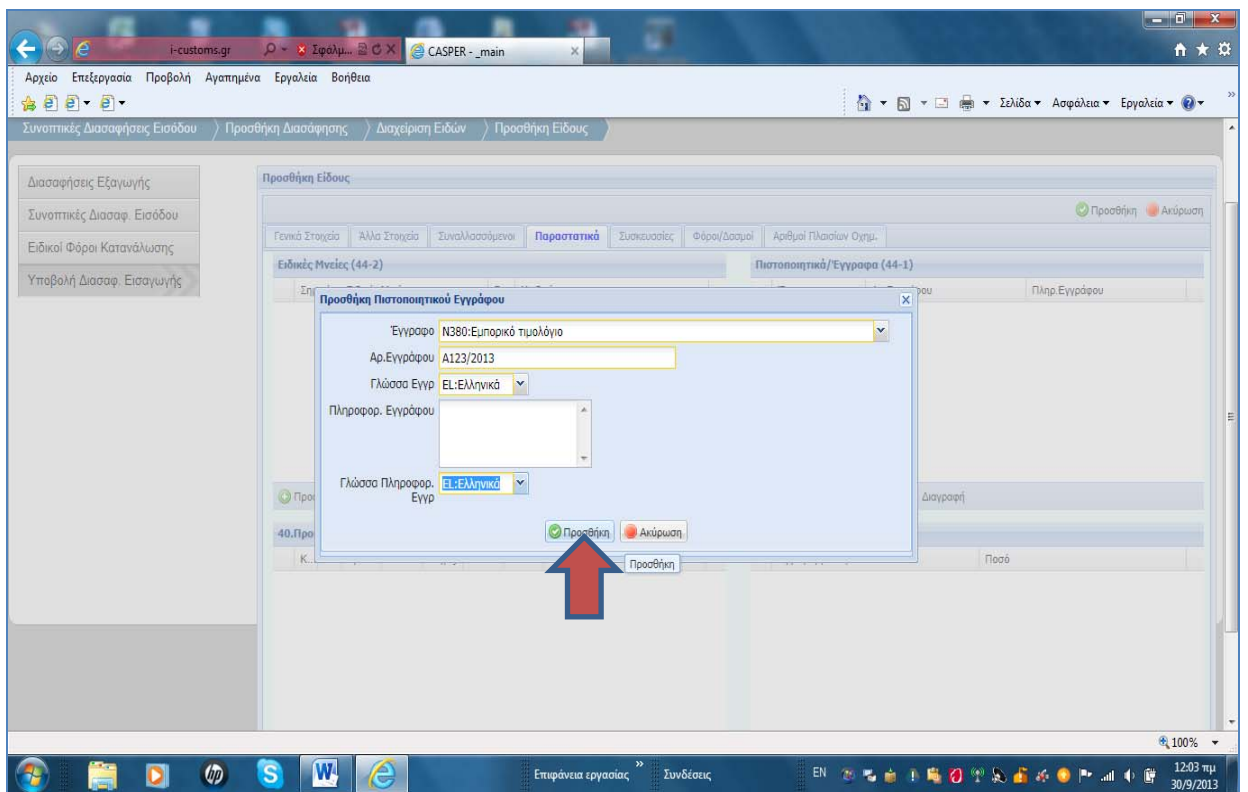 i-customs.gr Σφάλμ... CASPER - _main
Αρχείο Επεξεργασία Προβολή Αγαπημένα Εργαλεία Βοήθεια
Σελίδα Ασφάλεια Εργαλεία »
Συνοπτικές Διασαφήσεις Εισόδου Προσθήκη Διασάφησης Διαχείριση Ειδών Προσθήκη Είδους
Διασαφήσεις Εξαγωγής
Συνοπτικές Διασαφ. Εισόδου
Ειδικοί Φόροι Κατανάλωσης
Υποβολή Διασαφ. Εισαγωγής
Προσθήκη Είδους
Προσθήκη Ακύρωση
Γενικά Στοιχεία Άλλα Στοιχεία Συναλλασσόμενοι Παραστατικά Συσκευασίες Φόροι/Δασμοί Αριθμοί Πλαισίων Οχημ.
Ειδικές Μνείες (44-2) Πιστοποιητικά/Έγγραφα (44-1)
Πληρ.Εγγράφου
Προσθήκη Πιστοποιητικού Εγγράφου
Έγγραφο N380:Εμπορικό τιμολόγιο
Αρ.Εγγράφου A123/2013
Γλώσσα Εγγρ EL:Ελληνικά
Πληροφορ. Εγγράφου
Γλώσσα Πληροφορ. Εγγρ EL:Ελληνικά
Διαγραφή
Προσθήκη Ακύρωση
40.Προ
Κ... Ποσό
Προσθήκη
100%
W Επιφάνεια εργασίας » Συνδέσεις EN 12:03 πμ
30/9/2013